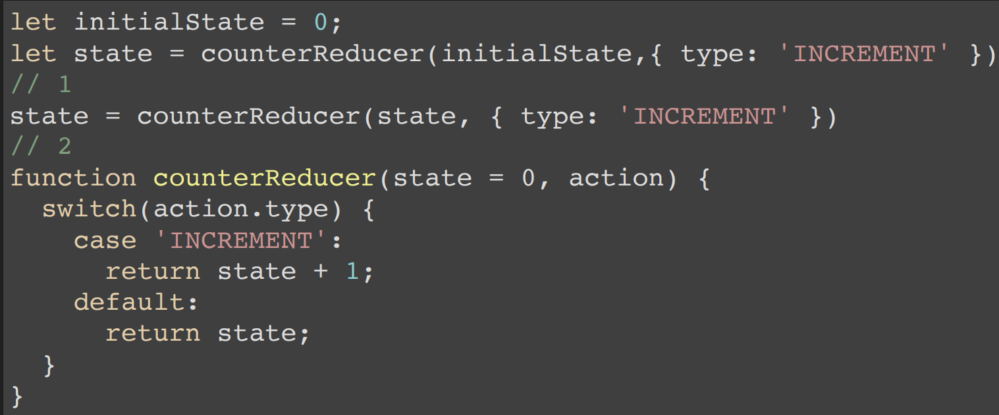 let initialState = 0;
let state = counterReducer(initialState,{ type: 'INCREMENT' })
// 1
state = counterReducer(state, { type: 'INCREMENT' })
// 2
function counterReducer(state = 0, action) {
  switch(action.type) {
    case 'INCREMENT':
      return state + 1;
    default:
      return state;
  }
}